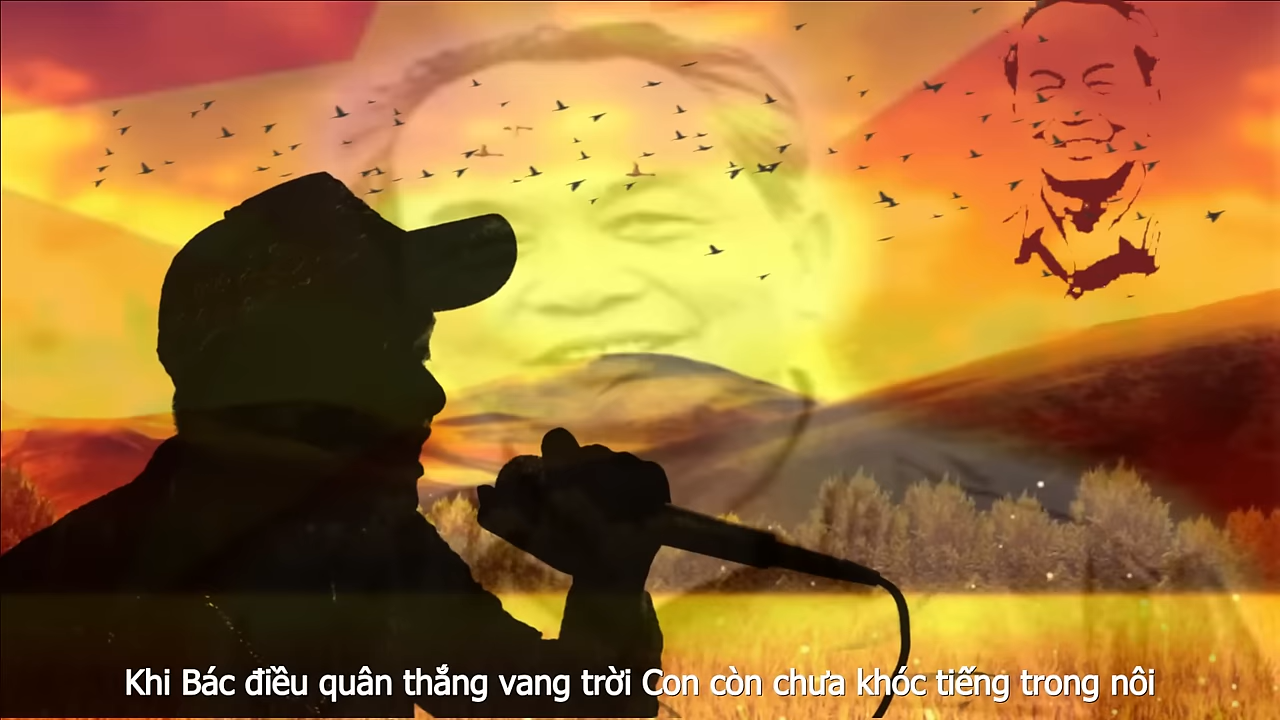 Khi Bác điều quân thắng vang trời Con còn chưa khóc tiếng trong nôi